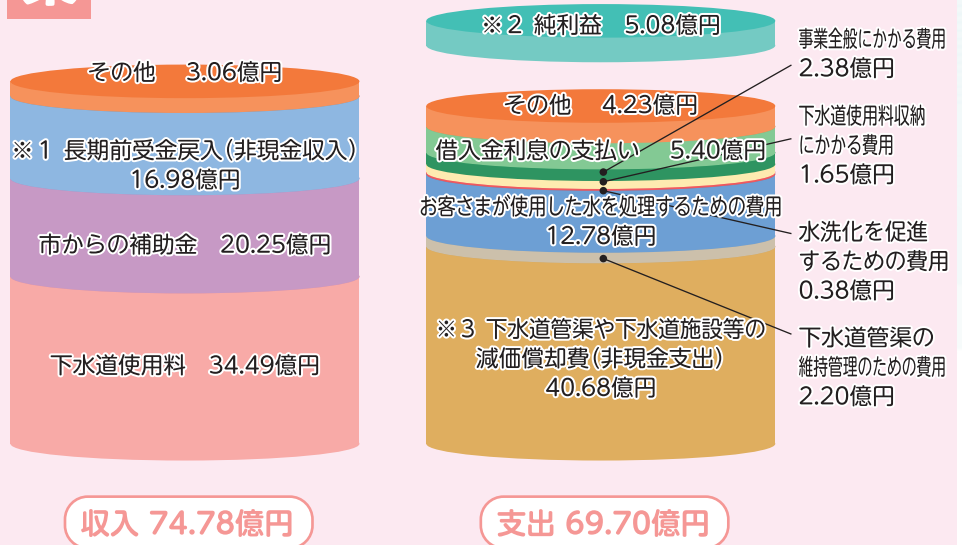 その他 3.06億円
※1 長期前受金戻入(非現金収入)
16.98億円
市からの補助金 20.25億円
下水道使用料 34.49億円
収入 74.78億円
※2 純利益 5.08億円
その他 4.23億円
借入金利息の支払い 5.40億円
お客さまが使用した水を処理するための費用
12.78億円
※3 下水道管渠や下水道施設等の
減価償却費(非現金支出)
40.68億円
支出 69.70億円
事業全般にかかる費用
2.38億円
下水道使用料収納
にかかる費用
1.65億円
水洗化を促進
するための費用
0.38億円
下水道管渠の
維持管理のための費用
2.20億円